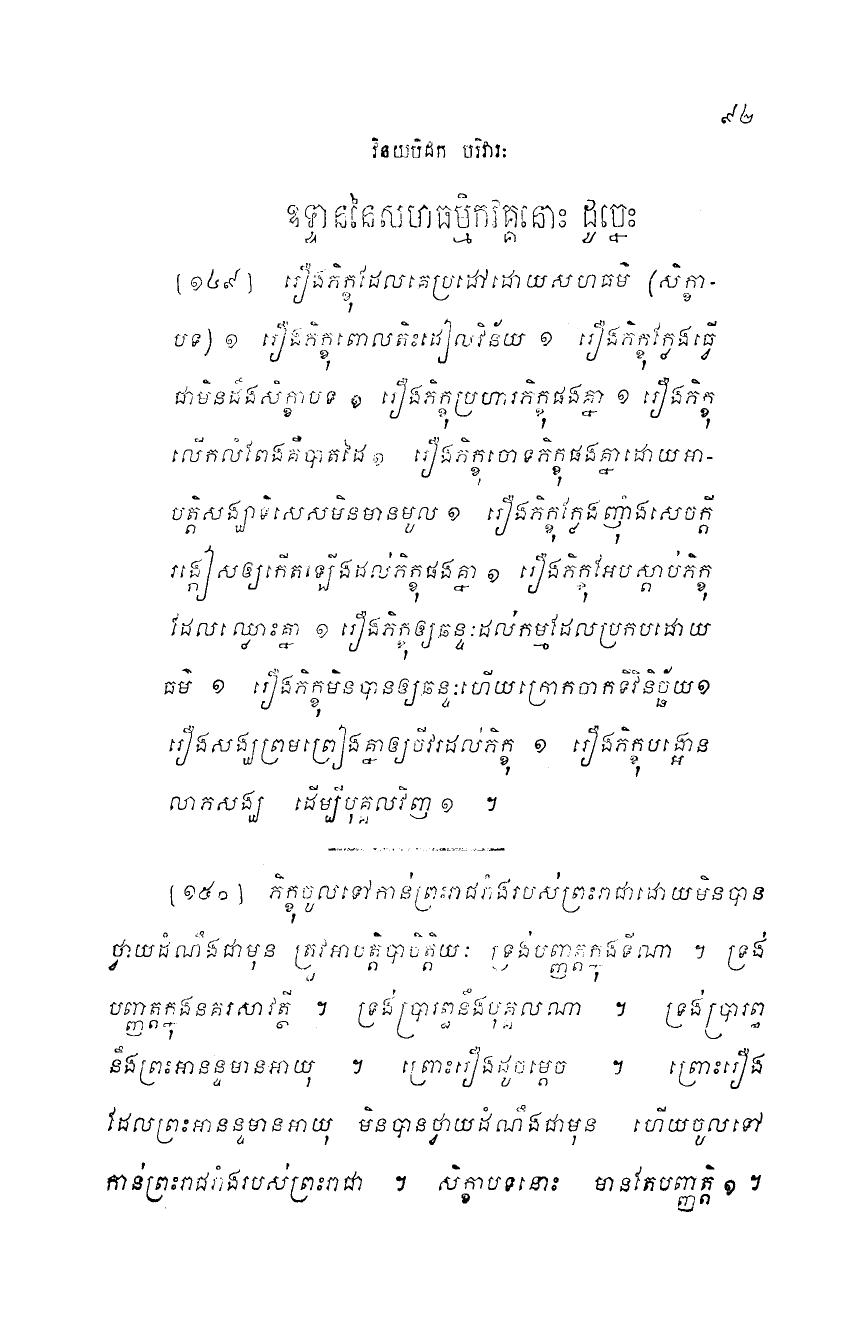 ៩៤
វិនយបិដក បរិវារៈ
ឧទ្ទាននៃសហធម្មិកវគ្គនោះ ដូច្នេះ
[១៤៩] រឿងភិក្ខុដែលគេប្រដៅដោយសហធម៌ (សិក្ខា-
បទ) ១ រឿងភិក្ខុពោលតិះដៀលវិន័យ ១ រឿងភិក្ខុក្លែងធ្វើ
ជាមិនដឹងសិក្ខាបទ ១ រឿងភិក្ខុប្រហារភិក្ខុផងគ្នា ១ រឿងភិក្ខុ
លើកលំពែងគឺបាតដៃ ១ រឿងភិក្ខុចោទភិក្ខុផងគ្នាដោយអា-
បត្តិសង្ឃាទិសេសមិនមានមូល ១ រឿងភិក្ខុក្លែងញុំាងសេចក្តី
រង្កៀសឲ្យកើតឡើងដល់ភិក្ខុផងគ្នា ១ រឿងភិក្ខុអែបស្តាប់ភិក្ខុ
ដែលឈ្លោះគ្នា ១ រឿងភិក្ខុឲ្យឆន្ទៈដល់កម្មដែលប្រកបដោយ
ធម៌ ១ រឿងភិក្ខុមិនបានឲ្យឆន្ទៈហើយក្រោកចាកទីវិនិច្ឆ័យ១
រឿងសង្ឃព្រមព្រៀងគ្នាឲ្យចីវរដល់ភិក្ខុ ១ រឿងភិក្ខុបង្អោន
លាភសង្ឃ ដើម្បីបុគ្គលវិញ ១ ។
[១៥០] ភិក្ខុចូលទៅកាន់ព្រះរាជវាំងរបស់ព្រះរាជាដោយមិនបាន
ថ្វាយដំណឹងជាមុន ត្រូវអាបត្តិបាចិត្តិយៈ ទ្រង់បញ្ញត្តក្នុងទីណា ។ ទ្រង់
បញ្ញត្តក្នុងនគរសាវត្ថី ។ ទ្រង់ប្រារព្ធនឹងបុគ្គលណា ។ ទ្រង់ប្រារព្ធ
នឹងព្រះអានន្ទមានអាយុ ។ ព្រោះរឿងដូចម្តេច ។ ព្រោះរឿង
ដែលព្រះអានន្ទមានអាយុ មិនបានថ្វាយដំណឹងជាមុន ហើយចូលទៅ
កាន់ព្រះរាជវាំងរបស់ព្រះរាជា ។ សិក្ខាបទនោះ មានតែបញ្ញត្តិ ១ ។